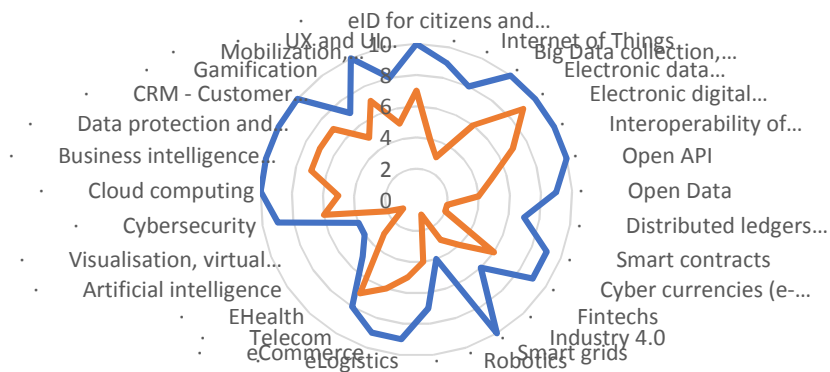 · eID for citizens and…
· Internet of Things
· Big Data collection,…
· Electronic data…
· Electronic digital…
· Interoperability of…
· Open API
· Open Data
· Distributed ledgers…
· Smart contracts
· Cyber currencies (e-…
· Fintechs
· Industry 4.0
· Smart grids
· Robotics
· eLogistics
· eCommerce
· Telecom
· EHealth
· Artificial intelligence
· Visualisation, virtual…
· Cybersecurity
· Cloud computing
· Business intelligence…
· Data protection and…
· CRM - Customer…
· Gamification
· Mobilization,…
· UX and UI…
10
8
6
4
2
0